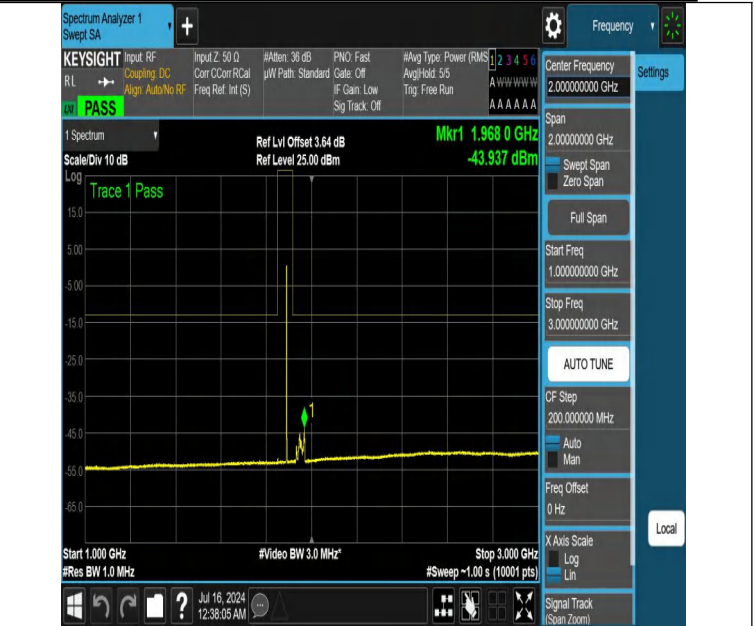 Spectrum Analyzer 1
Swept SA
+
Frequency
KEYSIGHT
RL
PASS
Input: RF
Coupling: DC
Align: Auto/No RF
Input Z: 50 Ω
Corr CCorr RCal
Freq Ref: Int (S)
#Atten: 36 dB
µW Path: Standard
PNO: Fast
Gate: Off
IF Gain: Low
Sig Track: Off
#Avg Type: Power (RMS
Avg|Hold: 5/5
Trig: Free Run
1 2 3 4 5 6
A W W W W W
A A A A A A
1 Spectrum
Scale/Div 10 dB
Ref Lvl Offset 3.64 dB
Ref Level 25.00 dBm
Mkr1 1.968 0 GHz
-43.937 dBm
Log
Trace 1 Pass
15.0
5.00
-5.00
-15.0
-25.0
-35.0
-45.0
-55.0
-65.0
1
Start 1.000 GHz
#Res BW 1.0 MHz
#Video BW 3.0 MHz*
Stop 3.000 GHz
#Sweep ~1.00 s (10001 pts)
Jul 16, 2024
12:38:05 AM
?
Center Frequency
2.000000000 GHz
Settings
Span
2.00000000 GHz
Swept Span
Zero Span
Full Span
Start Freq
1.000000000 GHz
Stop Freq
3.000000000 GHz
AUTO TUNE
CF Step
200.000000 MHz
Auto
Man
Freq Offset
0 Hz
X Axis Scale
Log
Lin
Local
Signal Track
(Span Zoom)